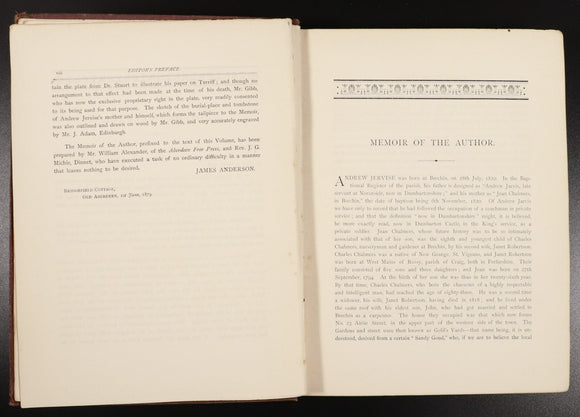 viii EDITOR'S PREFACE
tain the plate from Dr. Stuart to illustrate his paper on Turriff; and though no
arrangement to that effect had been made at the time of his death, Mr. Gibb,
who has now the exclusive proprietary right in the plate, very readily consented
to its being used for that purpose. The sketch of the burial-place and tombstone
of Andrew Jervise's mother and himself, which forms the tailpiece to the Memoir,
was also outlined and drawn on wood by Mr. Gibb, and very accurately engraved
by Mr. J. Adam, Edinburgh.
The Memoir of the Author, prefixed to the text of this Volume, has been
prepared by Mr. William Alexander, of the Aberdeen Free Press, and Rev. J. G.
Michie, Dinnet, who have executed a task of no ordinary difficulty in a manner
that leaves nothing to be desired.
JAMES ANDERSON.
Cottage,
Old Aberdeen, 1st June, 1879.
MEMOIR OF THE AUTHOR.
ANDREW JERVISE was born at Brechin, on 28th July, 1820. In the Bap-
tismal Register of the parish, his father is designed as "Andrew Jarvis, late
servant at Noranside, now in Dumbartonshire;" and his mother as "Jean Chalmers,
in Brechin," the date of baptism being 6th November, 1820. Of Andrew Jarvis
we have only to record that he had followed the occupation of a coachman in private
service; and that the definition "now in Dumbartonshire" might, it is believed,
be more exactly read, now in Dumbarton Castle in the King's service, as a
private soldier. Jean Chalmers, whose future history was to be so intimately
associated with that of her son, was the eighth and youngest child of Charles
Chalmers, nurseryman and gardener at Brechin, by his second wife, Janet Robertson.
Charles Chalmers was a native of New Grange, St. Vigeans, and Janet Robertson
was born at West Mains of Rossy, parish of Craig, both in Forfarshire. Their
family consisted of five sons and three daughters; and Jean was born on 27th
September, 1794. At the birth of her son she was thus in her twenty-sixth year.
By that time, Charles Chalmers, who bore the character of a highly respectable
and intelligent man, had reached the age of eighty-three. He was a second time
a widower, his wife, Janet Robertson, having died in 1818; and he lived under
the same roof with his eldest son, John, who had got married and settled in
Brechin as a carpenter. The house they occupied was that which now forms
No. 23 Airlie Street, in the upper part of the western side of the town. The
Gardens and street were then known as Gold's Yards—that name being, it is un-
derstood, derived from a certain "Sandy Goud," who, if we are to believe the local